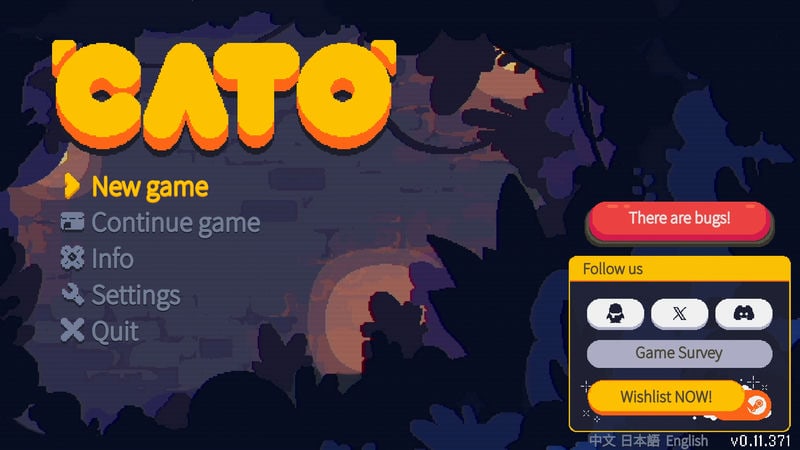 CATO
New game
Continue game
Info
Settings
Quit
There are bugs!
Follow us
Game Survey
Wishlist NOW!
中文 日本語 English v0.11.371